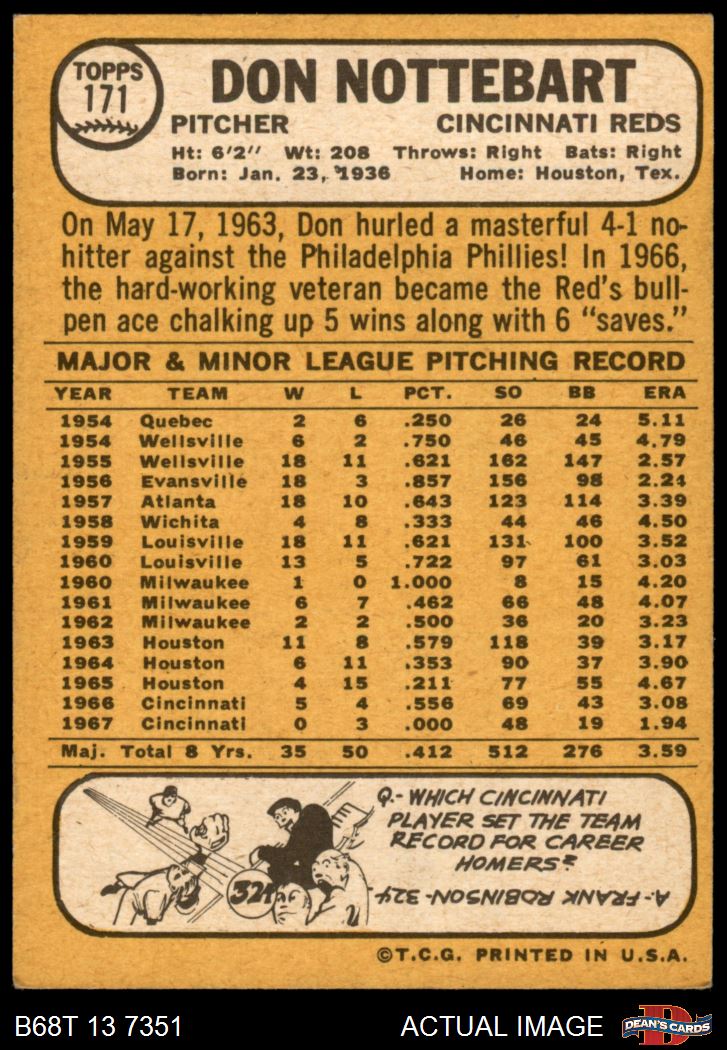 TOPPS
171
DON NOTTEBART
PITCHER CINCINNATI REDS
Ht: 6'2" Wt: 208 Throws: Right Bats: Right
Born: Jan. 23, 1936 Home: Houston, Tex.
On May 17, 1963, Don hurled a masterful 4-1 no-
hitter against the Philadelphia Phillies! In 1966,
the hard-working veteran became the Red's bull-
pen ace chalking up 5 wins along with 6 "saves."
MAJOR & MINOR LEAGUE PITCHING RECORD
YEAR TEAM W L PCT. SO BB ERA
1954 Quebec 2 6 .250 26 24 5.11
1954 Wellsville 6 2 .750 46 45 4.79
1955 Wellsville 18 11 .621 162 147 2.57
1956 Evansville 18 3 .857 156 98 2.24
1957 Atlanta 18 10 .643 123 114 3.39
1958 Wichita 4 8 .333 44 46 4.50
1959 Louisville 18 11 .621 131 100 3.52
1960 Louisville 13 5 .722 97 61 3.03
1960 Milwaukee 1 0 1.000 8 15 4.20
1961 Milwaukee 6 7 .462 66 48 4.07
1962 Milwaukee 2 2 .500 36 20 3.23
1963 Houston 11 8 .579 118 39 3.17
1964 Houston 6 11 .353 90 37 3.90
1965 Houston 4 15 .211 77 55 4.67
1966 Cincinnati 5 4 .556 69 43 3.08
1967 Cincinnati 0 3 .000 48 19 1.94
Maj. Total 8 Yrs. 35 50 .412 512 276 3.59
Q.- WHICH CINCINNATI
PLAYER SET THE TEAM
RECORD FOR CAREER
HOMERS?
A.- FRANK ROBINSON-324
324
©T.C.G. PRINTED IN U.S.A.
B68T 13 7351 ACTUAL IMAGE
D
DEAN'S CARDS